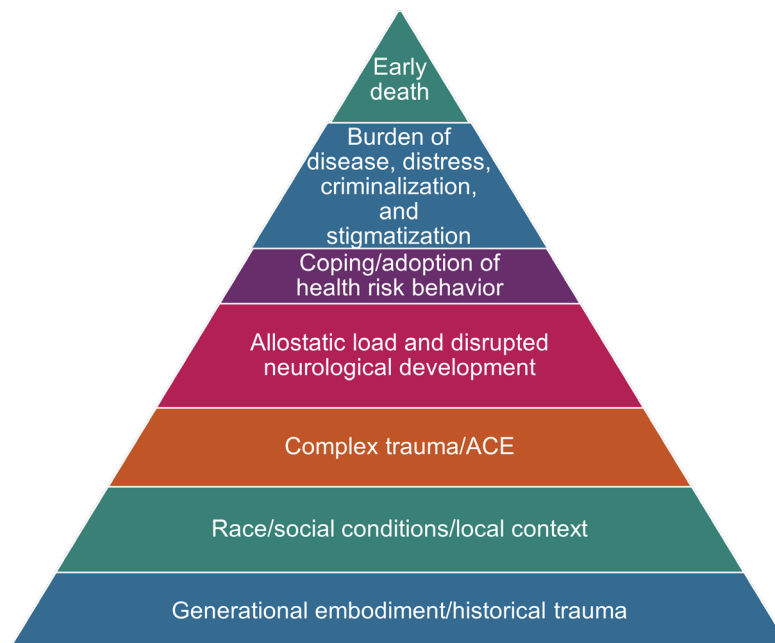 Early
death
Burden of
disease, distress,
criminalization,
and
stigmatization
Coping/adoption of
health risk behavior
Allostatic load and disrupted
neurological development
Complex trauma/ACE
Race/social conditions/local context
Generational embodiment/historical trauma